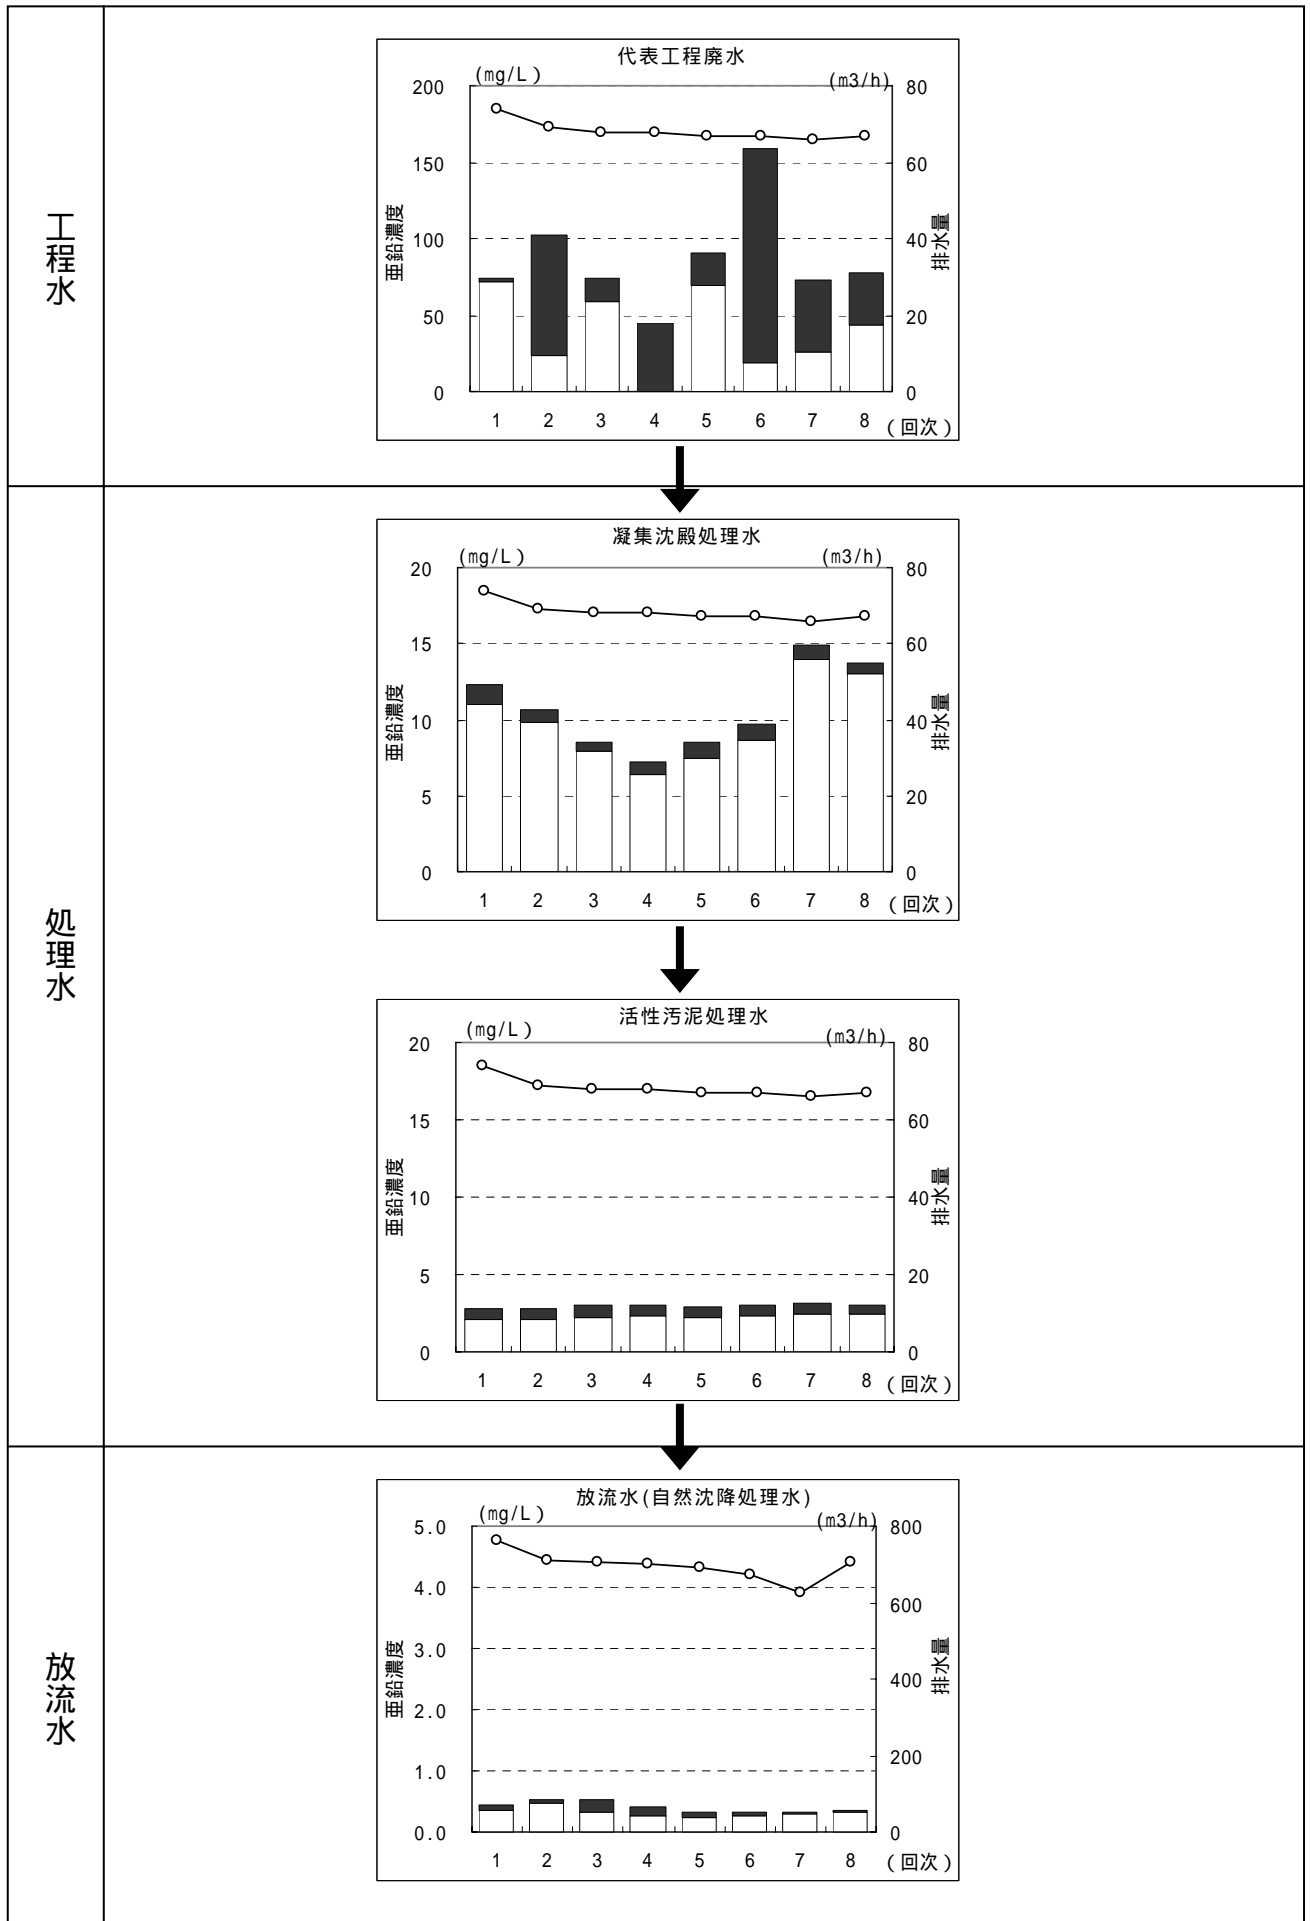 工程水
代表工程廃水
(mg/L)
(m3/h)
200
150
100
50
0
亜鉛濃度
80
60
40
20
0
排水量
1 2 3 4 5 6 7 8 (回次)
処理水
凝集沈殿処理水
(mg/L)
(m3/h)
20
15
10
5
0
亜鉛濃度
80
60
40
20
0
排水量
1 2 3 4 5 6 7 8 (回次)
活性汚泥処理水
(mg/L)
(m3/h)
20
15
10
5
0
亜鉛濃度
80
60
40
20
0
排水量
1 2 3 4 5 6 7 8 (回次)
放流水
放流水(自然沈降処理水)
(mg/L)
(m3/h)
5.0
4.0
3.0
2.0
1.0
0.0
亜鉛濃度
800
600
400
200
0
排水量
1 2 3 4 5 6 7 8 (回次)